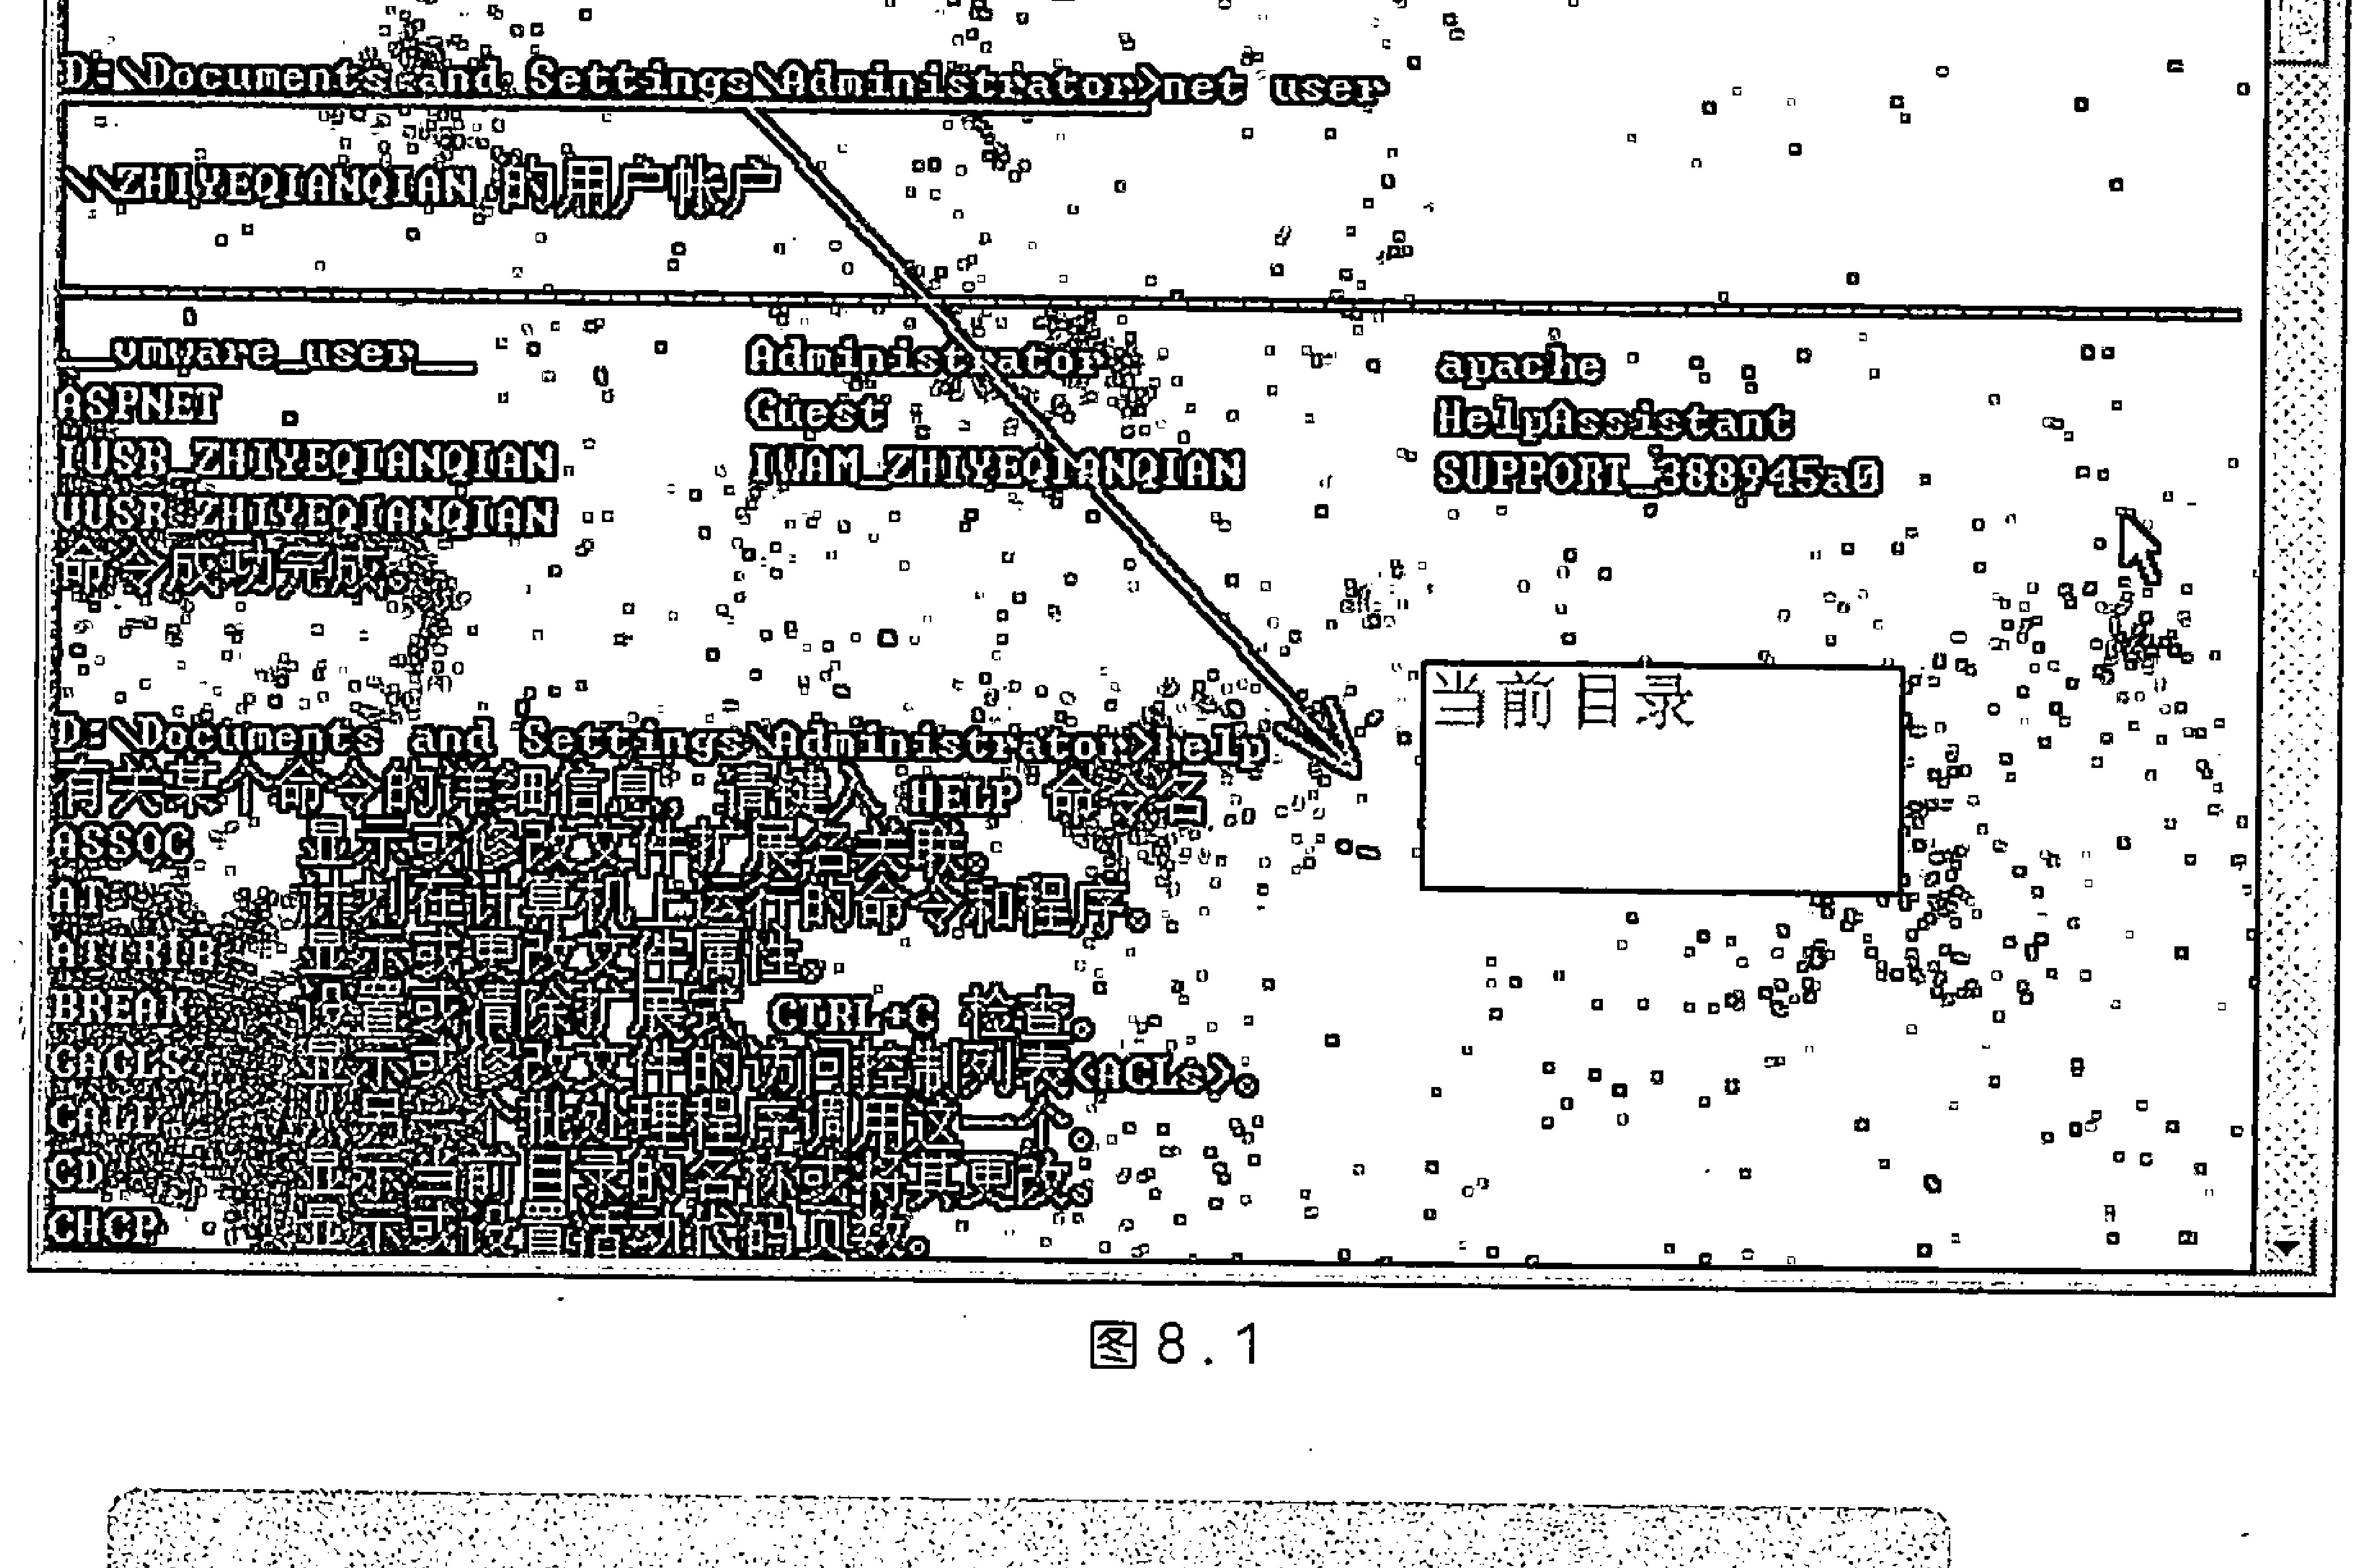 D:\Documents and Settings\Administrator>net user
\\ZHIYEQIANQIAN 的用户帐户
__vmware_user__ Administrator apache
ASPNET Guest HelpAssistant
IUSR_ZHIYEQIANQIAN IWAM_ZHIYEQIANQIAN SUPPORT_388945a0
VUSR_ZHIYEQIANQIAN
命令成功完成。
当前目录
D:\Documents and Settings\Administrator>help
有关某个命令的详细信息，请键入 HELP 命令名
ASSOC 显示或修改文件扩展名关联。
AT 计划在计算机上运行的命令和程序。
ATTRIB 显示或更改文件属性。
BREAK 设置或清除扩展式 CTRL+C 检查。
CACLS 显示或修改文件的访问控制列表(ACLs)。
CALL 从另一个批处理程序调用这一个。
CD 显示当前目录的名称或将其更改。
CHCP 显示或设置活动代码页数。
图8.1